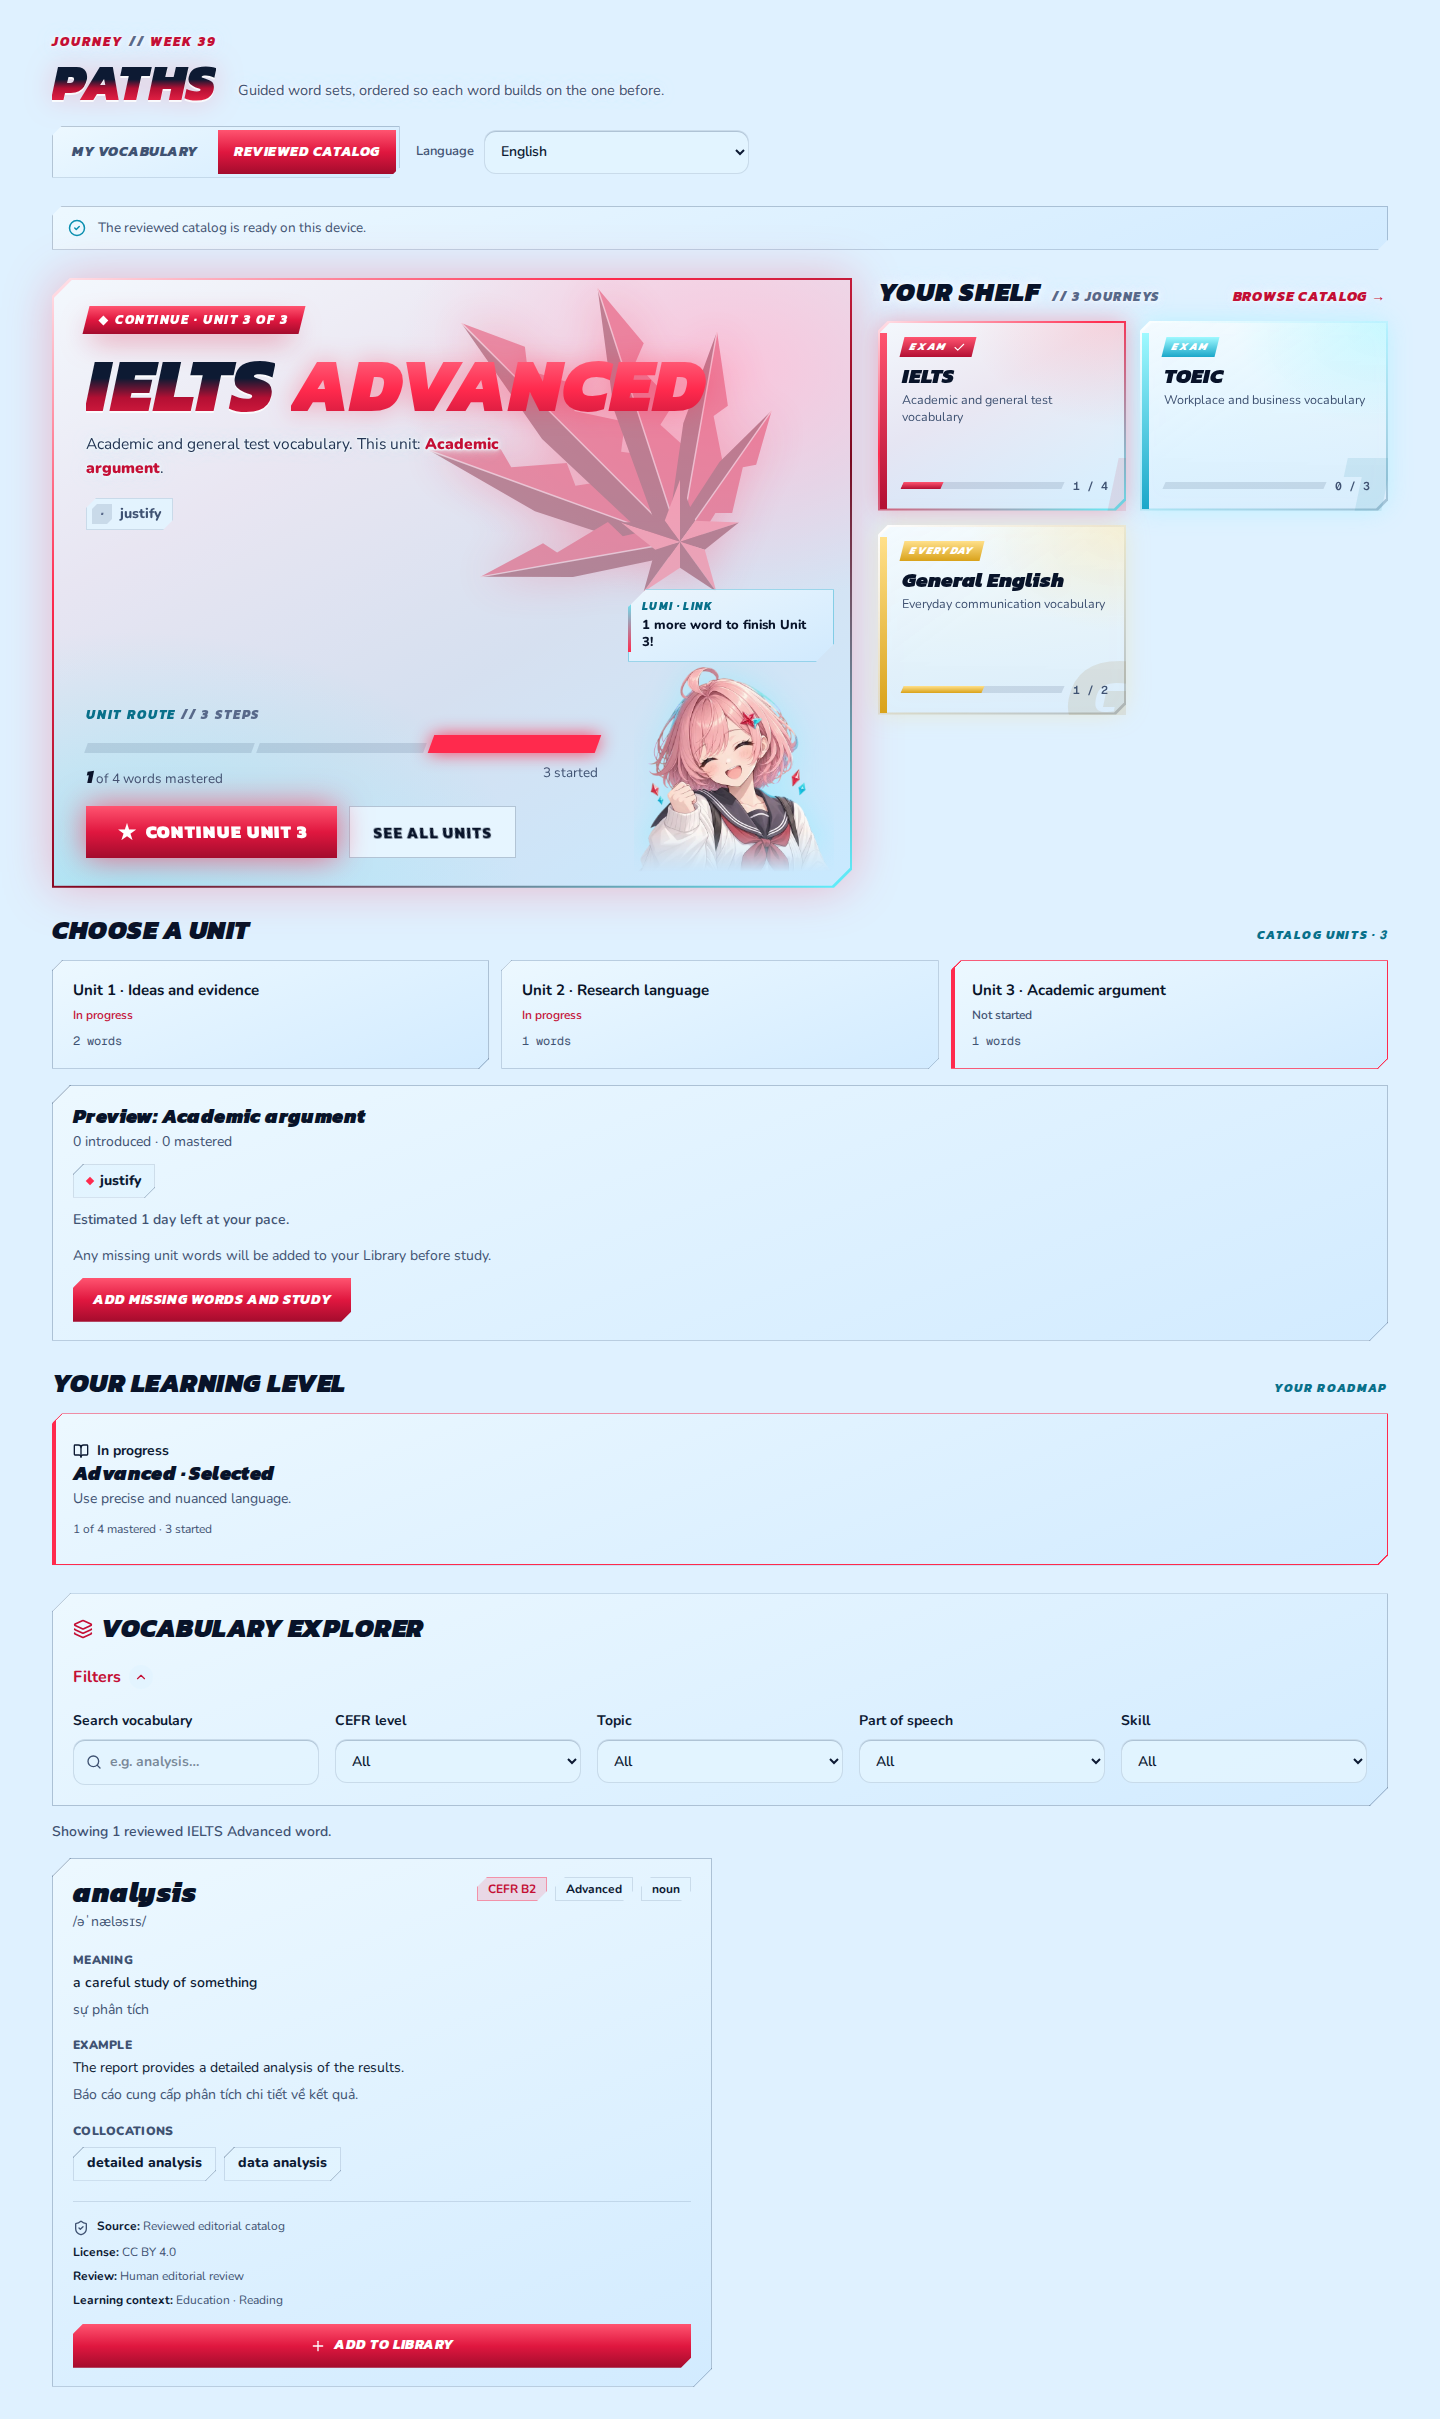 JOURNEY // WEEK 39
PATHS
Guided word sets, ordered so each word builds on the one before.
MY VOCABULARY
REVIEWED CATALOG
Language
English
The reviewed catalog is ready on this device.
◆ CONTINUE · UNIT 3 OF 3
IELTS ADVANCED
Academic and general test vocabulary. This unit: Academic
argument.
· justify
LUMI · LINK
1 more word to finish Unit
3!
UNIT ROUTE // 3 STEPS
1 of 4 words mastered
3 started
★ CONTINUE UNIT 3
SEE ALL UNITS
YOUR SHELF // 3 JOURNEYS
BROWSE CATALOG →
EXAM ✓
IELTS
Academic and general test
vocabulary
1 / 4
I
EXAM
TOEIC
Workplace and business vocabulary
0 / 3
T
EVERYDAY
General English
Everyday communication vocabulary
1 / 2
G
CHOOSE A UNIT
CATALOG UNITS · 3
Unit 1 · Ideas and evidence
In progress
2 words
Unit 2 · Research language
In progress
1 words
Unit 3 · Academic argument
Not started
1 words
Preview: Academic argument
0 introduced · 0 mastered
◆ justify
Estimated 1 day left at your pace.
Any missing unit words will be added to your Library before study.
ADD MISSING WORDS AND STUDY
YOUR LEARNING LEVEL
YOUR ROADMAP
In progress
Advanced · Selected
Use precise and nuanced language.
1 of 4 mastered · 3 started
VOCABULARY EXPLORER
Filters
Search vocabulary
e.g. analysis...
CEFR level
All
Topic
All
Part of speech
All
Skill
All
Showing 1 reviewed IELTS Advanced word.
analysis
CEFR B2
Advanced
noun
/əˈnæləsɪs/
MEANING
a careful study of something
sự phân tích
EXAMPLE
The report provides a detailed analysis of the results.
Báo cáo cung cấp phân tích chi tiết về kết quả.
COLLOCATIONS
detailed analysis
data analysis
Source: Reviewed editorial catalog
License: CC BY 4.0
Review: Human editorial review
Learning context: Education · Reading
+ ADD TO LIBRARY